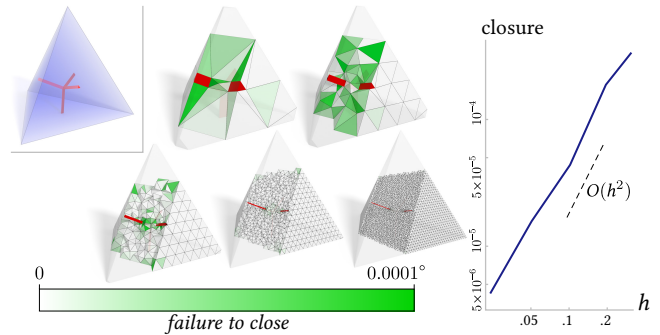 closure
10⁻⁴
5×10⁻⁵
10⁻⁵
5×10⁻⁶
O(h²)
h
.05 .1 .2
0 0.0001°
failure to close